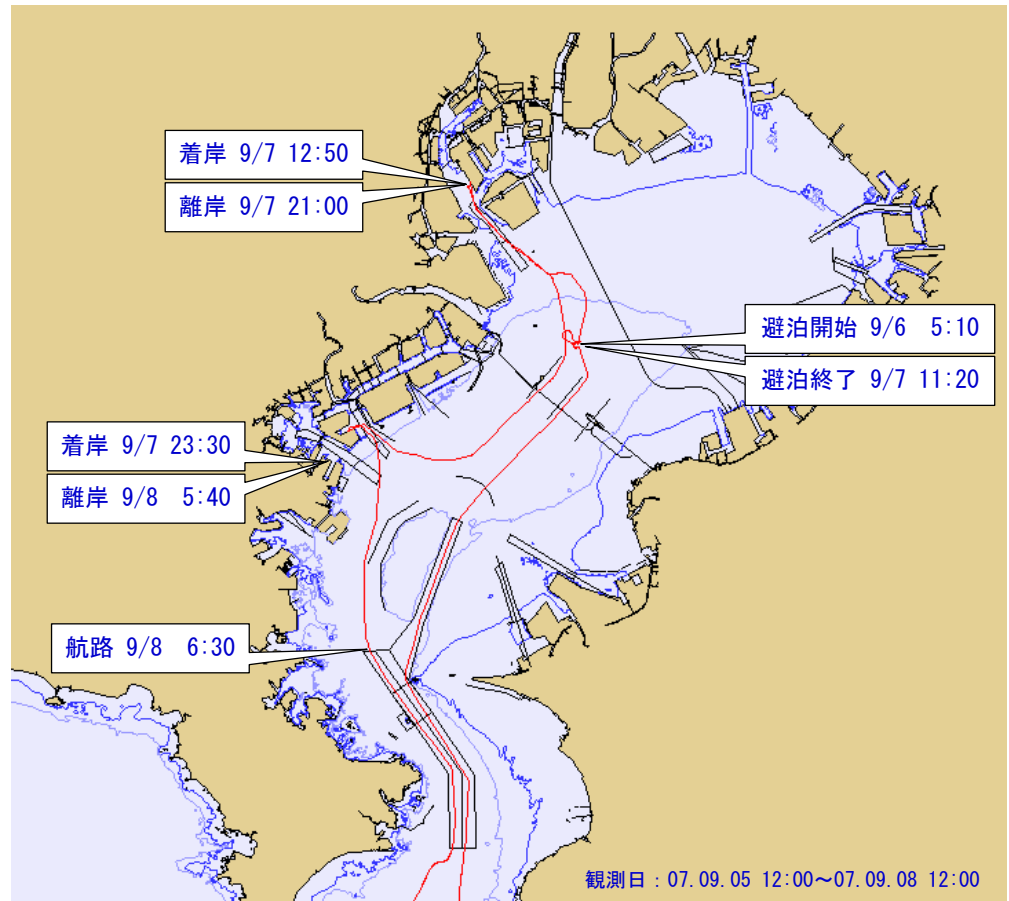 着岸 9/7 12:50
離岸 9/7 21:00
避泊開始 9/6 5:10
避泊終了 9/7 11:20
着岸 9/7 23:30
離岸 9/8 5:40
航路 9/8 6:30
観測日：07.09.05 12:00～07.09.08 12:00